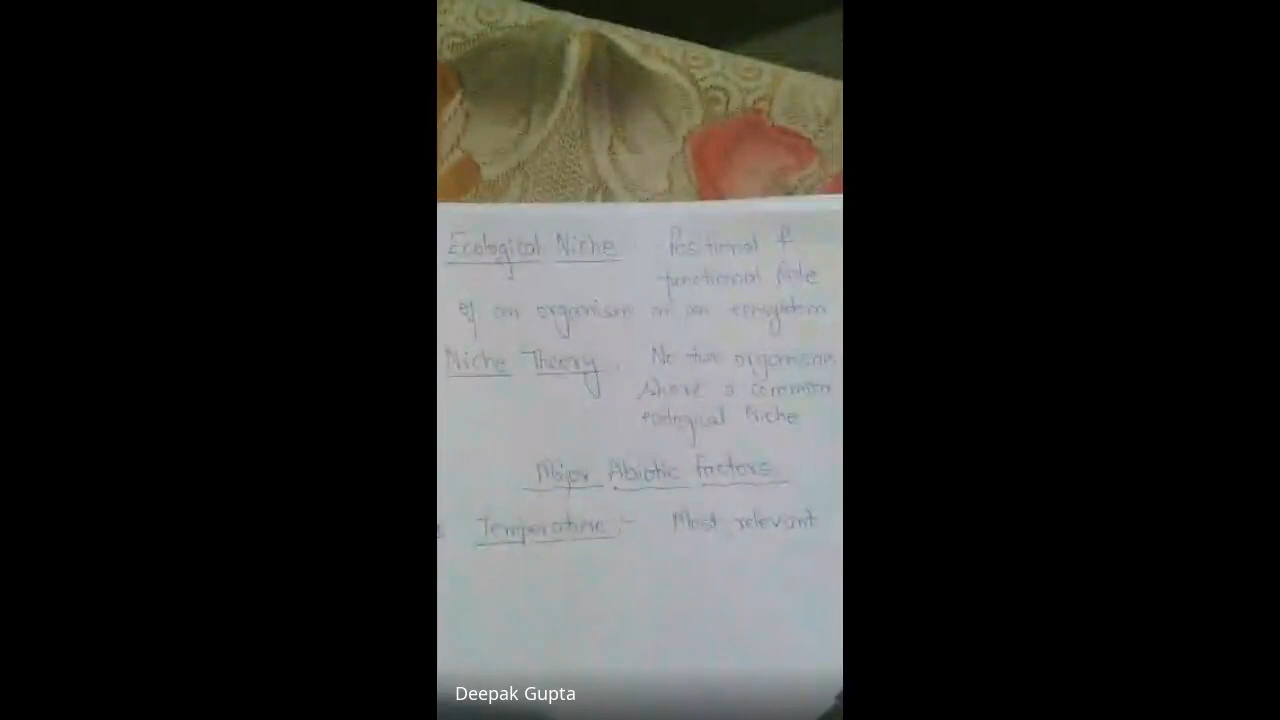 Ecological Niche : Positional &
functional Role
of an organism in an ecosystem
Niche Theory : No two organisms
share a common
ecological Niche
Major Abiotic factors
Temperature :- Most relevant
Deepak Gupta